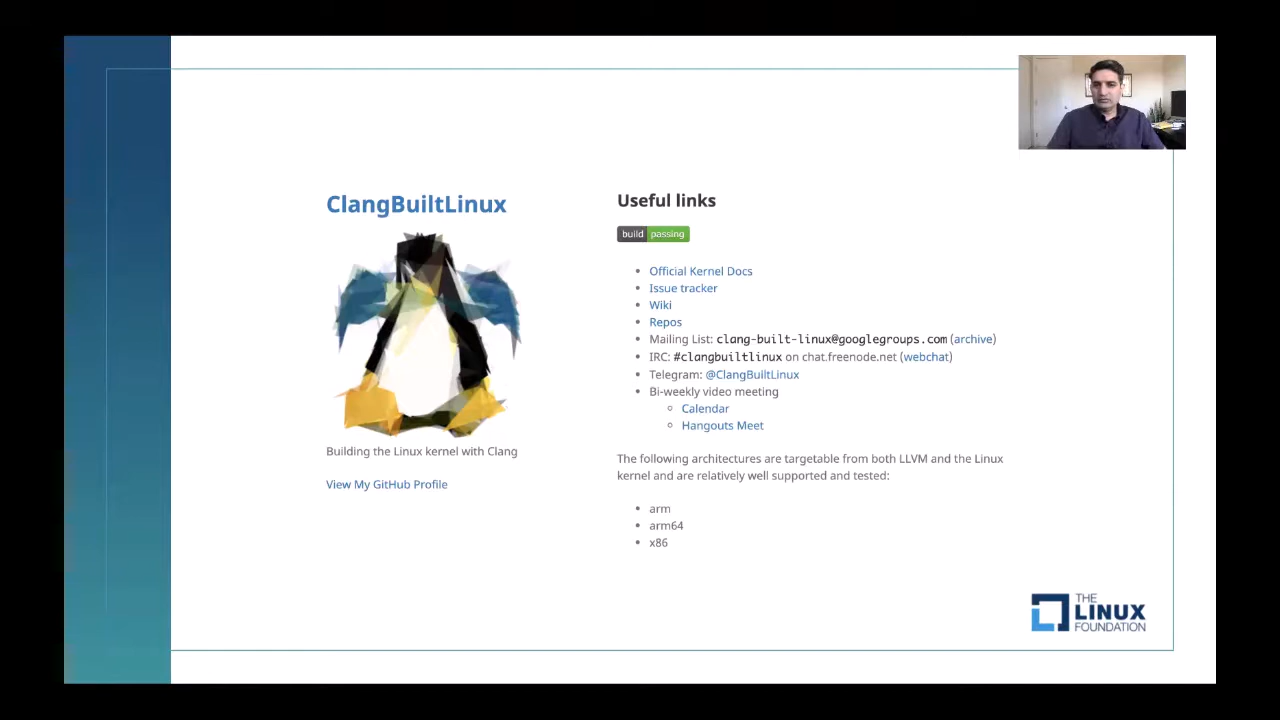 ClangBuiltLinux
Building the Linux kernel with Clang
View My GitHub Profile
Useful links
build passing
Official Kernel Docs
Issue tracker
Wiki
Repos
Mailing List: clang-built-linux@googlegroups.com (archive)
IRC: #clangbuiltlinux on chat.freenode.net (webchat)
Telegram: @ClangBuiltLinux
Bi-weekly video meeting
Calendar
Hangouts Meet
The following architectures are targetable from both LLVM and the Linux
kernel and are relatively well supported and tested:
arm
arm64
x86
THE
LINUX
FOUNDATION